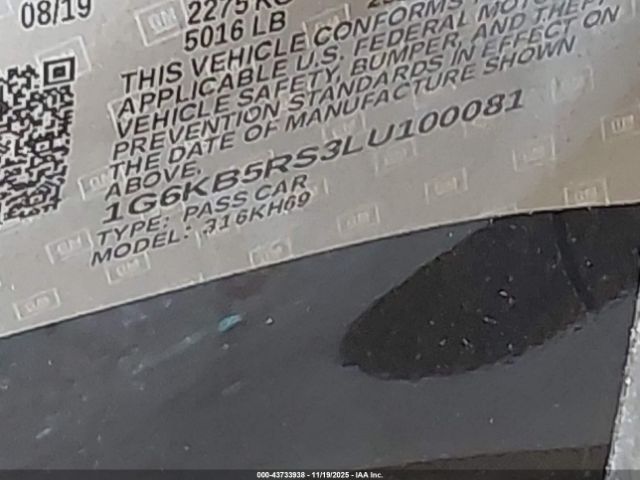 08/19
2275 KG
5016 LB
THIS VEHICLE CONFORMS
APPLICABLE U.S. FEDERAL MOTOR
VEHICLE SAFETY, BUMPER, AND THEFT
PREVENTION STANDARDS IN EFFECT ON
THE DATE OF MANUFACTURE SHOWN
ABOVE,
1G6KB5RS3LU100081
TYPE: PASS CAR
MODEL: 216KH69
000-43733938 - 11/19/2025 - IAA Inc.